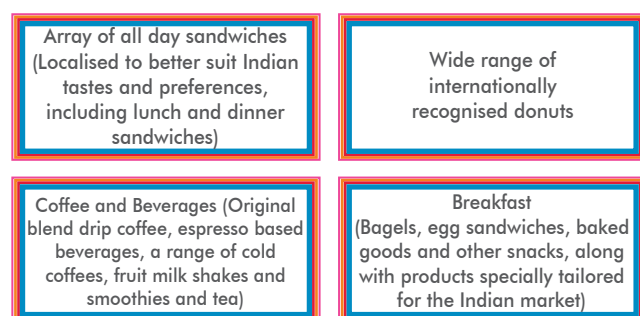 Array of all day sandwiches
(Localised to better suit Indian
tastes and preferences,
including lunch and dinner
sandwiches)
Wide range of
internationally
recognised donuts
Coffee and Beverages (Original
blend drip coffee, espresso based
beverages, a range of cold
coffees, fruit milk shakes and
smoothies and tea)
Breakfast
(Bagels, egg sandwiches, baked
goods and other snacks, along
with products specially tailored
for the Indian market)